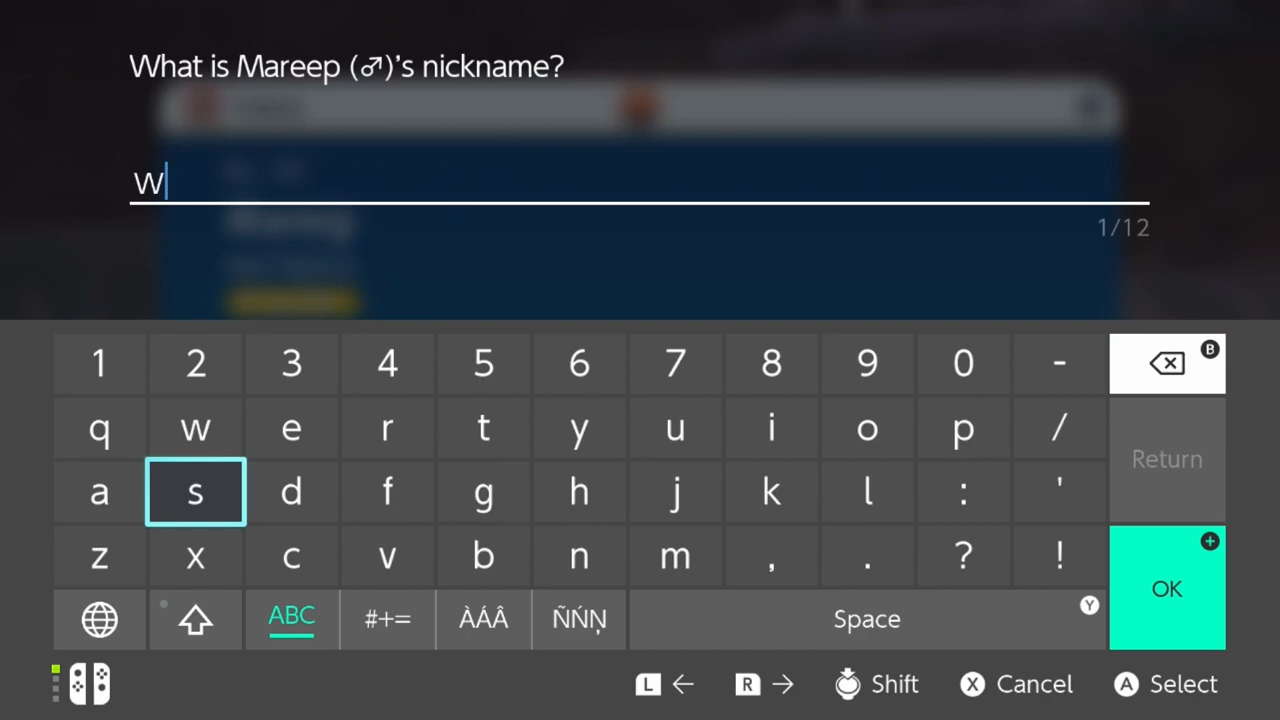 What is Mareep (♂)'s nickname?
W
1/12
1 2 3 4 5 6 7 8 9 0 -
B
q w e r t y u i o p /
Return
a s d f g h j k l : '
z x c v b n m , . ? !
+
OK
ABC #+= ÀÁÂ ÑŃŅ Space
Y
L ← R → Shift X Cancel A Select